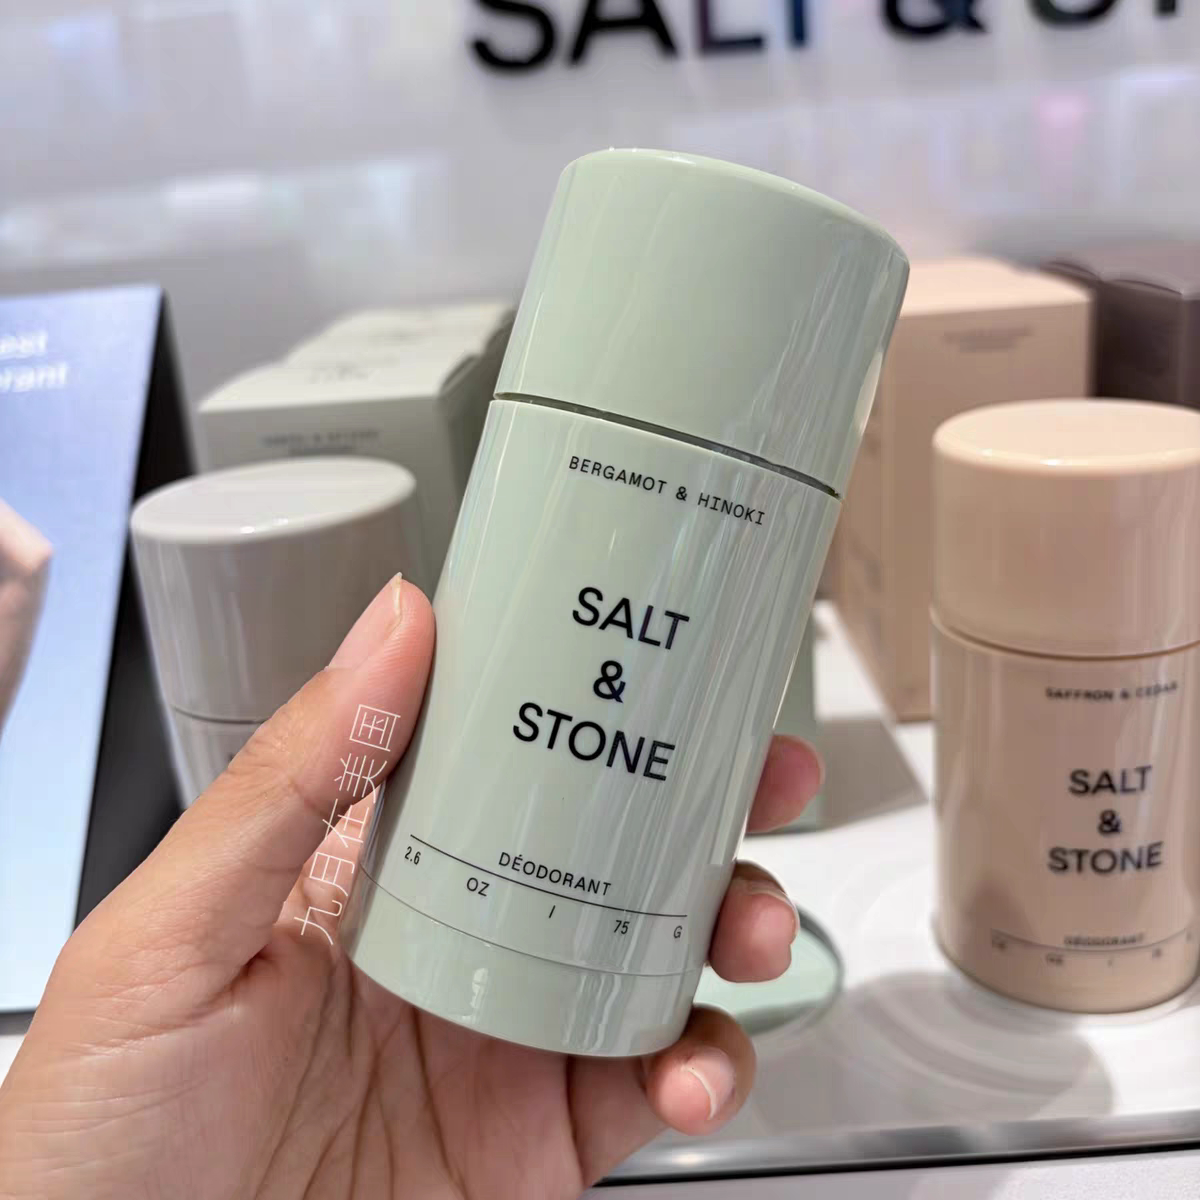 SALT &
BERGAMOT & HINOKI
SALT
&
STONE
DÉODORANT
2.6 OZ / 75 G
SAFFRON & CEDAR
SALT
&
STONE
DÉODORANT
九月在美国